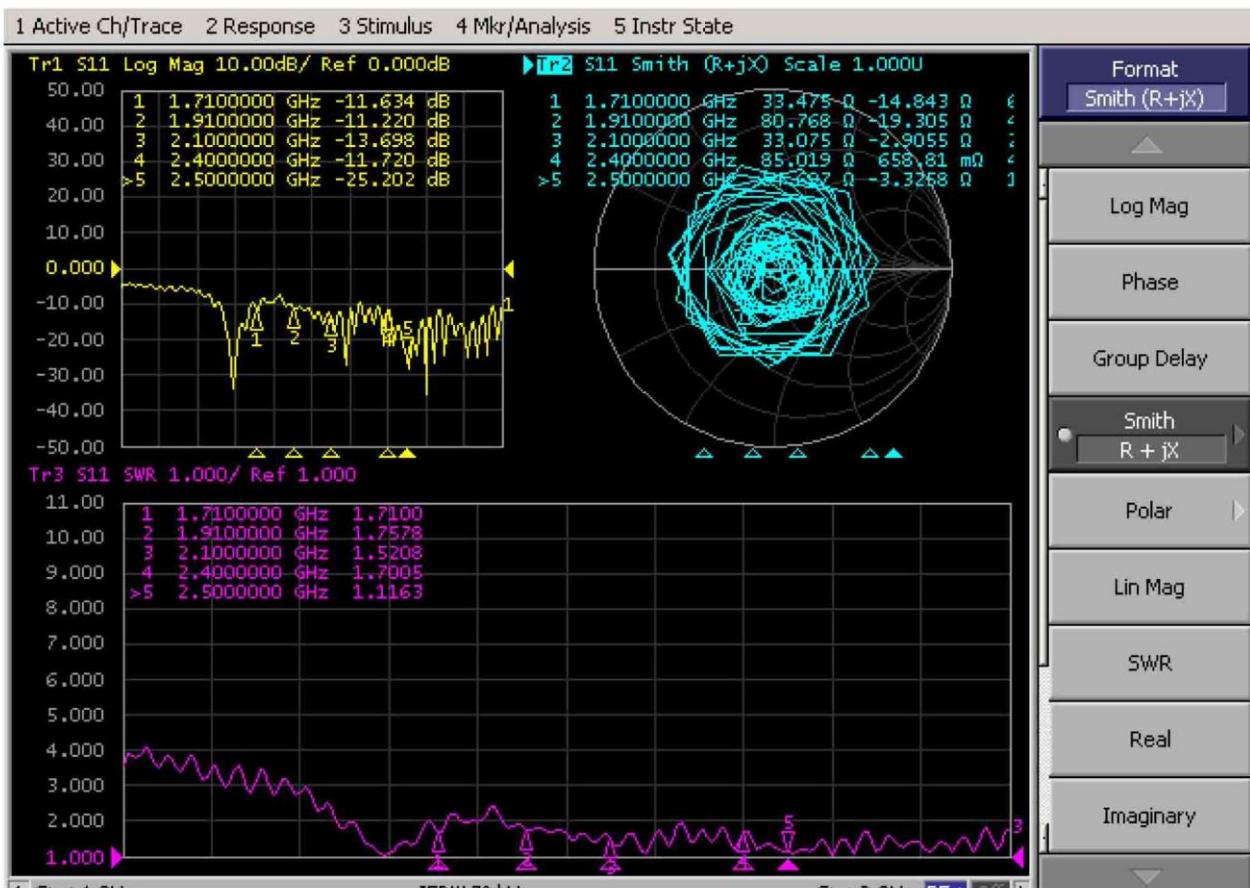 1 Active Ch/Trace 2 Response 3 Stimulus 4 Mkr/Analysis 5 Instr State
Tr1 S11 Log Mag 10.00dB/ Ref 0.000dB
50.00
40.00
30.00
20.00
10.00
0.000
-10.00
-20.00
-30.00
-40.00
-50.00
1 1.7100000 GHz -11.634 dB
2 1.9100000 GHz -11.220 dB
3 2.1000000 GHz -13.698 dB
4 2.4000000 GHz -11.720 dB
>5 2.5000000 GHz -25.202 dB
1
2
3
5
1
Tr2 S11 Smith (R+jX) Scale 1.000U
1 1.7100000 GHz 33.475 Ω -14.843 Ω
2 1.9100000 GHz 80.768 Ω -19.305 Ω
3 2.1000000 GHz 33.075 Ω -2.9055 Ω
4 2.4000000 GHz 85.019 Ω 658.81 mΩ
>5 2.5000000 GHz Ω -3.3258 Ω
Tr3 S11 SWR 1.000/ Ref 1.000
11.00
10.00
9.000
8.000
7.000
6.000
5.000
4.000
3.000
2.000
1.000
1 1.7100000 GHz 1.7100
2 1.9100000 GHz 1.7578
3 2.1000000 GHz 1.5208
4 2.4000000 GHz 1.7005
>5 2.5000000 GHz 1.1163
5
3
Format
Smith (R+jX)
Log Mag
Phase
Group Delay
Smith
R + jX
Polar
Lin Mag
SWR
Real
Imaginary